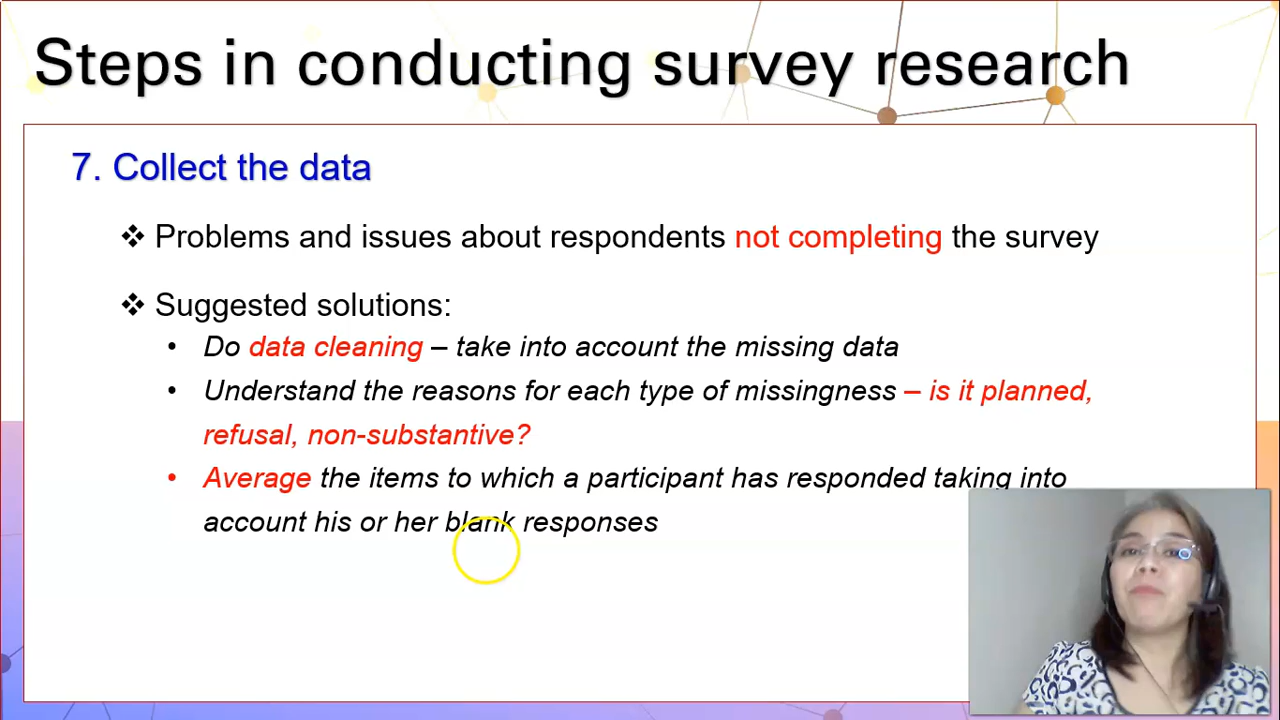 Steps in conducting survey research
7. Collect the data
❖ Problems and issues about respondents not completing the survey
❖ Suggested solutions:
• Do data cleaning – take into account the missing data
• Understand the reasons for each type of missingness – is it planned,
refusal, non-substantive?
• Average the items to which a participant has responded taking into
account his or her blank responses